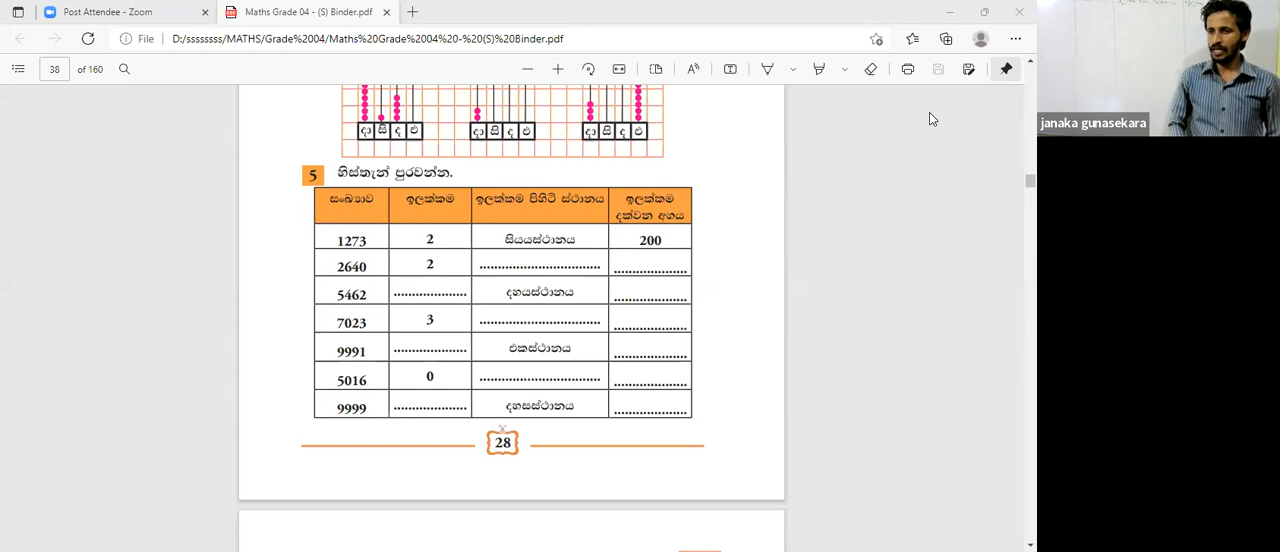 Post Attendee - Zoom
Maths Grade 04 - (S) Binder.pdf
File
D:/ssssssss/MATHS/Grade%2004/Maths%20Grade%2004%20-%20(S)%20Binder.pdf
38 of 160
janaka gunasekara
දා සි ද එ දා සි ද එ දා සි ද එ
5 හිස්තැන් පුරවන්න.
සංඛ්‍යාව ඉලක්කම ඉලක්කම පිහිටි ස්ථානය ඉලක්කම
දක්වන අගය
1273 2 සියයස්ථානය 200
2640 2 .............................. ....................
5462 .................... දහයස්ථානය ....................
7023 3 .............................. ....................
9991 .................... එකස්ථානය ....................
5016 0 .............................. ....................
9999 .................... දහසස්ථානය ....................
28